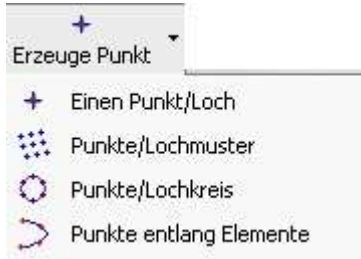 Erzeuge Punkt
Einen Punkt/Loch
Punkte/Lochmuster
Punkte/Lochkreis
Punkte entlang Elemente